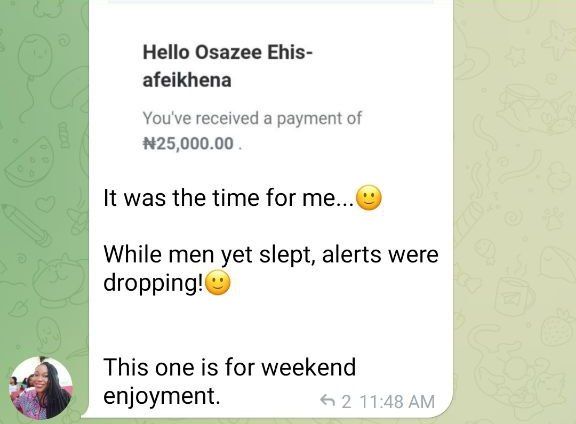 Hello Osazee Ehis-
afeikhena
You've received a payment of
₦25,000.00 .
It was the time for me...🙂
While men yet slept, alerts were
dropping!🙂
This one is for weekend
enjoyment.
2 11:48 AM